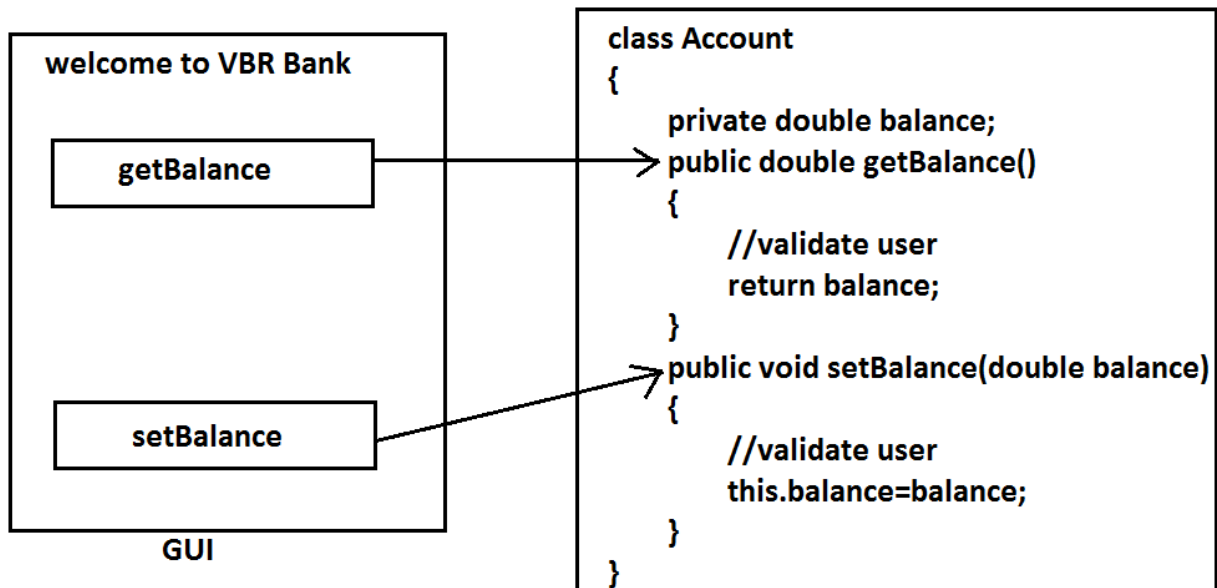 welcome to VBR Bank
getBalance
setBalance
GUI
class Account
{
private double balance;
public double getBalance()
{
//validate user
return balance;
}
public void setBalance(double balance)
{
//validate user
this.balance=balance;
}
}